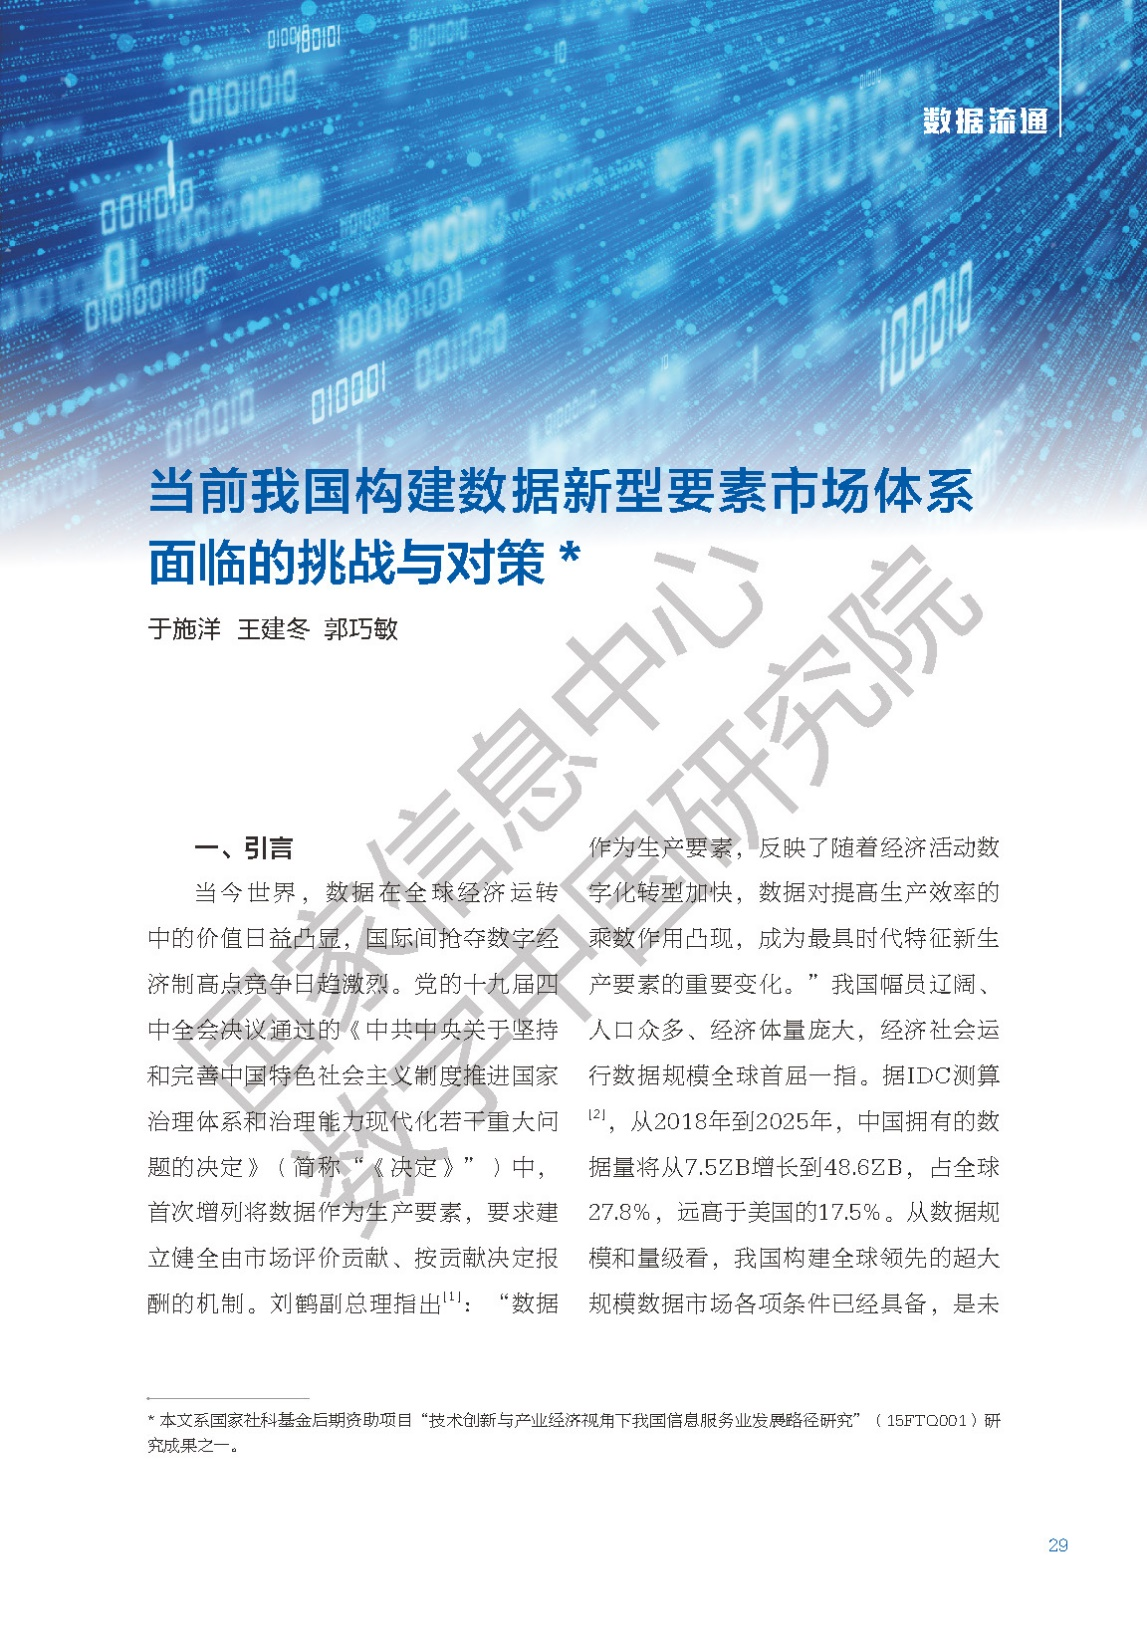 数据流通
当前我国构建数据新型要素市场体系
面临的挑战与对策*
于施洋 王建冬 郭巧敏
一、引言
当今世界，数据在全球经济运转
中的价值日益凸显，国际间抢夺数字经
济制高点竞争日趋激烈。党的十九届四
中全会决议通过的《中共中央关于坚持
和完善中国特色社会主义制度推进国家
治理体系和治理能力现代化若干重大问
题的决定》（简称“《决定》”）中，
首次增列将数据作为生产要素，要求建
立健全由市场评价贡献、按贡献决定报
酬的机制。刘鹤副总理指出[1]：“数据
作为生产要素，反映了随着经济活动数
字化转型加快，数据对提高生产效率的
乘数作用凸现，成为最具时代特征新生
产要素的重要变化。”我国幅员辽阔、
人口众多、经济体量庞大，经济社会运
行数据规模全球首屈一指。据IDC测算
[2]，从2018年到2025年，中国拥有的数
据量将从7.5ZB增长到48.6ZB，占全球
27.8%，远高于美国的17.5%。从数据规
模和量级看，我国构建全球领先的超大
规模数据市场各项条件已经具备，是未
*本文系国家社科基金后期资助项目“技术创新与产业经济视角下我国信息服务业发展路径研究”（15FTQ001）研
究成果之一。
29
国家信息中心
数字中国研究院